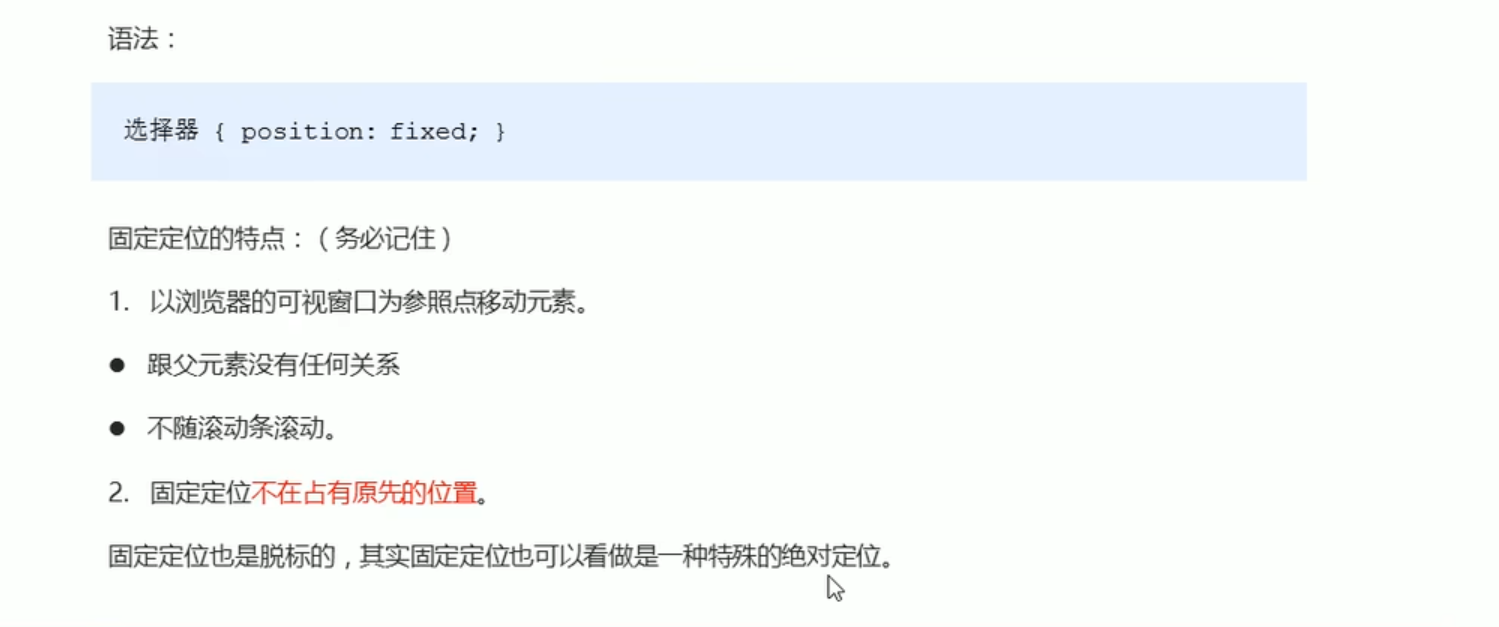 语法：
选择器 { position: fixed; }
固定定位的特点：（务必记住）
1. 以浏览器的可视窗口为参照点移动元素。
● 跟父元素没有任何关系
● 不随滚动条滚动。
2. 固定定位不在占有原先的位置。
固定定位也是脱标的，其实固定定位也可以看做是一种特殊的绝对定位。